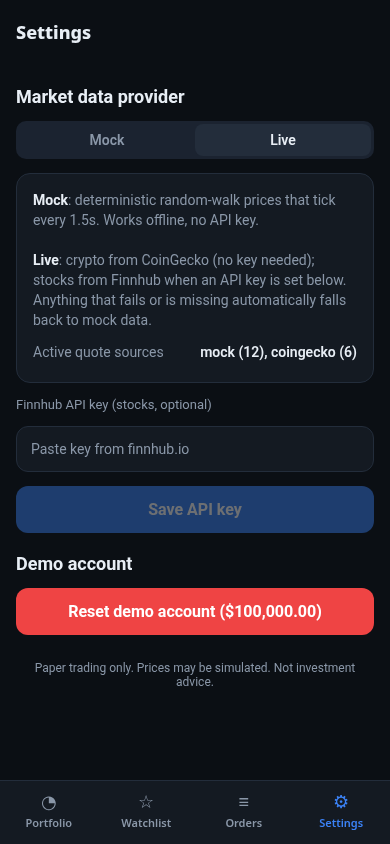 Settings
Market data provider
Mock
Live
Mock: deterministic random-walk prices that tick
every 1.5s. Works offline, no API key.
Live: crypto from CoinGecko (no key needed);
stocks from Finnhub when an API key is set below.
Anything that fails or is missing automatically falls
back to mock data.
Active quote sources mock (12), coingecko (6)
Finnhub API key (stocks, optional)
Paste key from finnhub.io
Save API key
Demo account
Reset demo account ($100,000.00)
Paper trading only. Prices may be simulated. Not investment
advice.
Portfolio
Watchlist
Orders
Settings